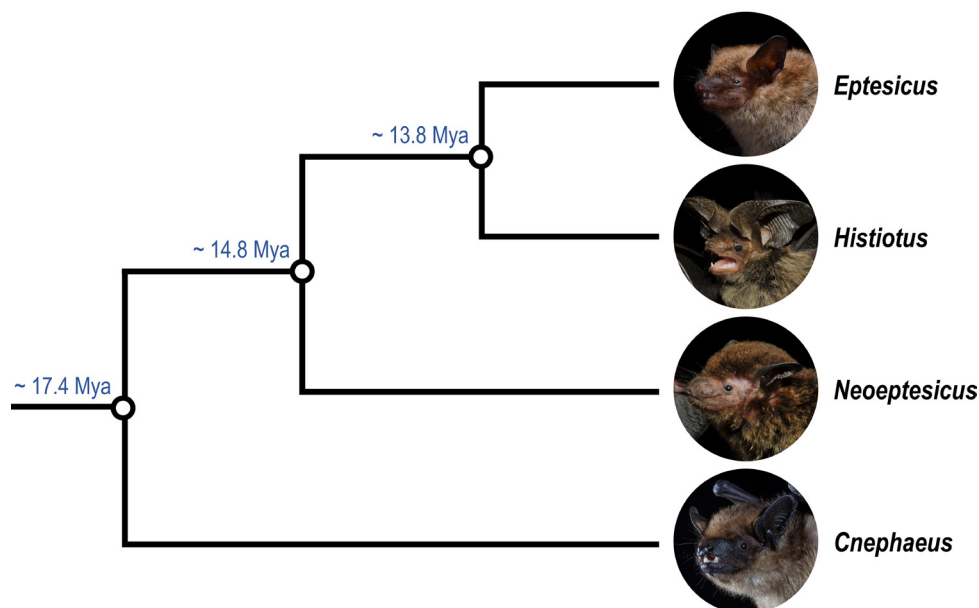 Eptesicus
~ 13.8 Mya
Histiotus
~ 14.8 Mya
~ 17.4 Mya
Neoeptesicus
Cnephaeus